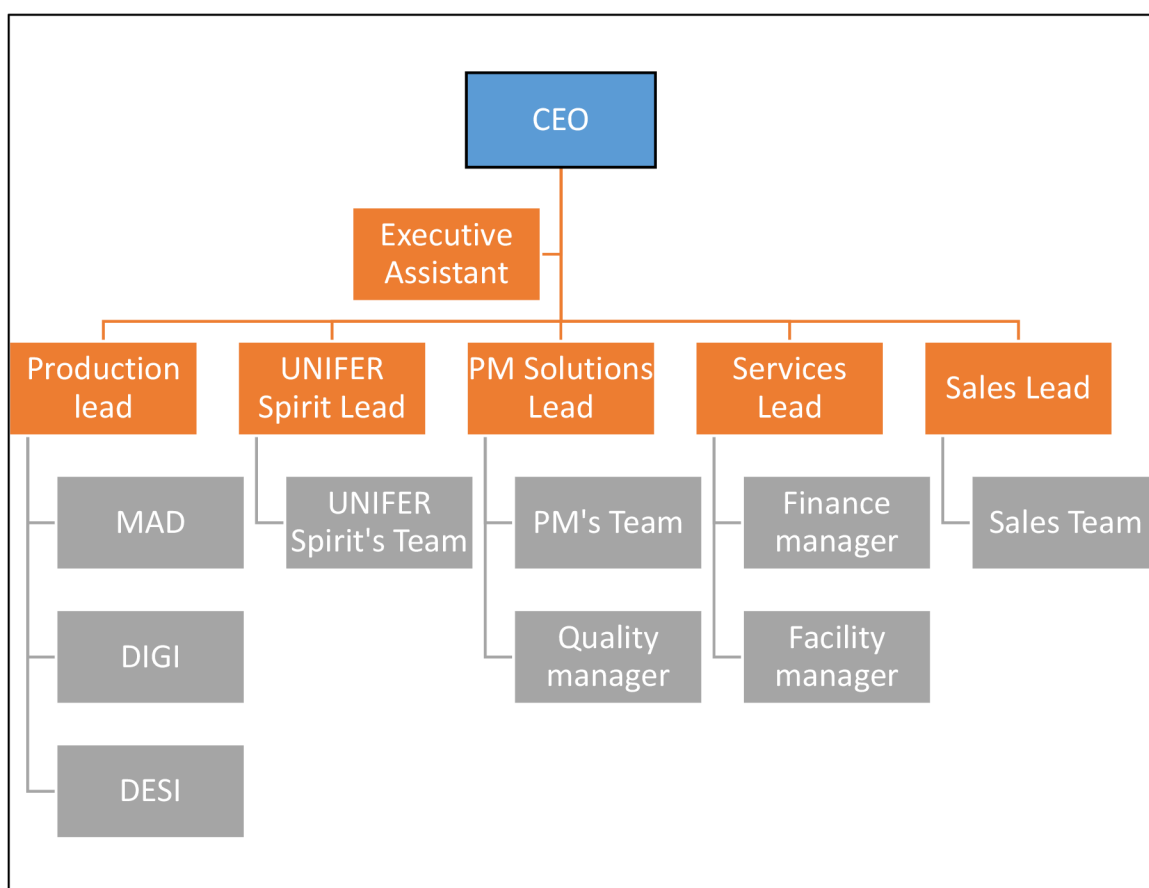 CEO
Executive
Assistant
Production
lead
UNIFER
Spirit Lead
PM Solutions
Lead
Services
Lead
Sales Lead
MAD
UNIFER
Spirit's Team
PM's Team
Finance
manager
Sales Team
DIGI
Quality
manager
Facility
manager
DESI